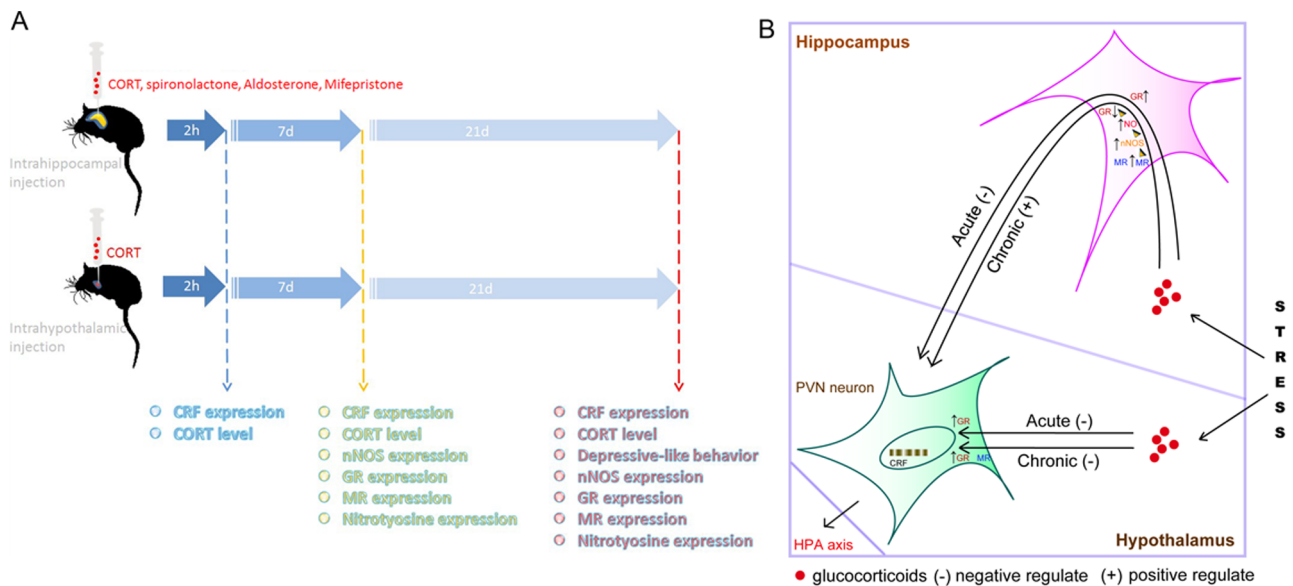 A
CORT, spironolactone, Aldosterone, Mifepristone
2h
7d
21d
Intrahippocampal
injection
CORT
2h
7d
21d
Intrahypothalamic
injection
CRF expression
CORT level
CRF expression
CORT level
nNOS expression
GR expression
MR expression
Nitrotyosine expression
CRF expression
CORT level
Depressive-like behavior
nNOS expression
GR expression
MR expression
Nitrotyosine expression
B
Hippocampus
GR↑
GR↓
↑NO
↑nNOS
MR↑MR
Acute (-)
Chronic (+)
STRESS
PVN neuron
↑GR
Acute (-)
↑GR MR
Chronic (-)
CRF
HPA axis
Hypothalamus
glucocorticoids (-) negative regulate (+) positive regulate